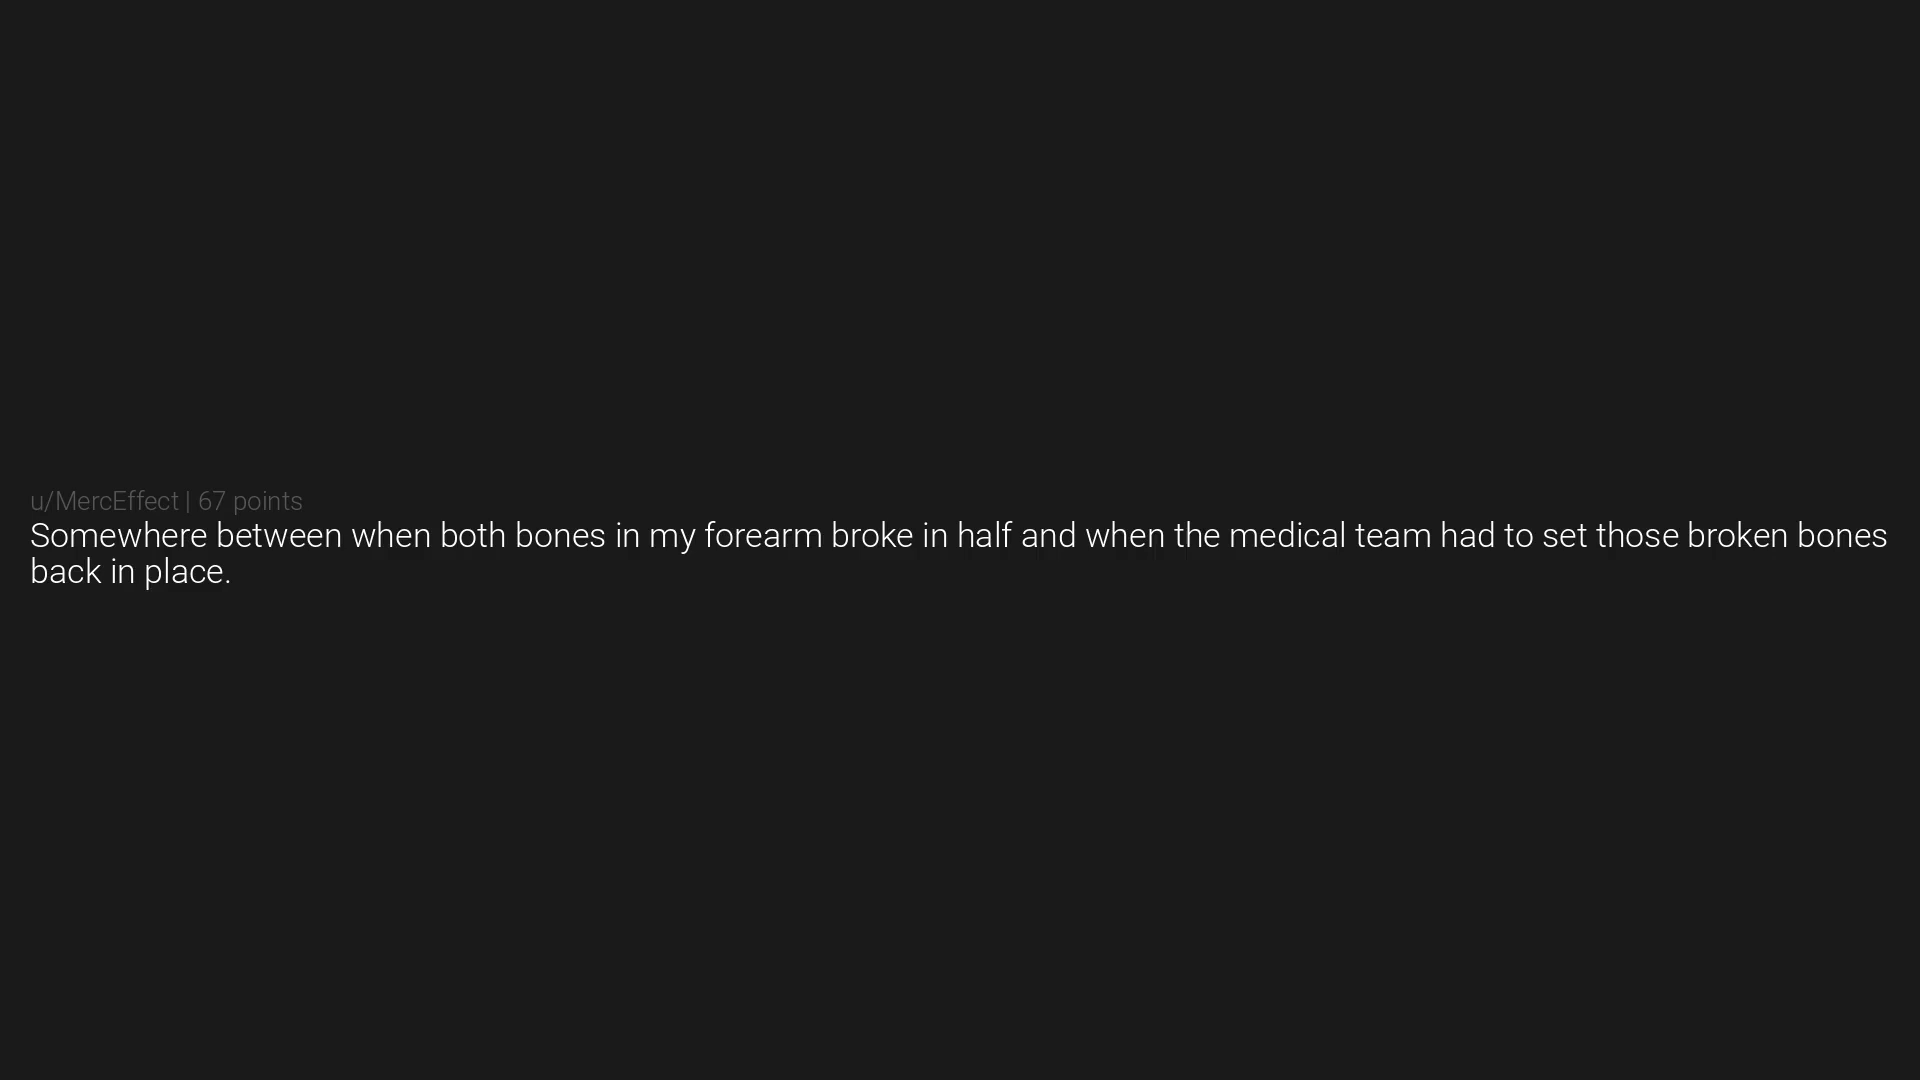 u/MercEffect | 67 points
Somewhere between when both bones in my forearm broke in half and when the medical team had to set those broken bones
back in place.